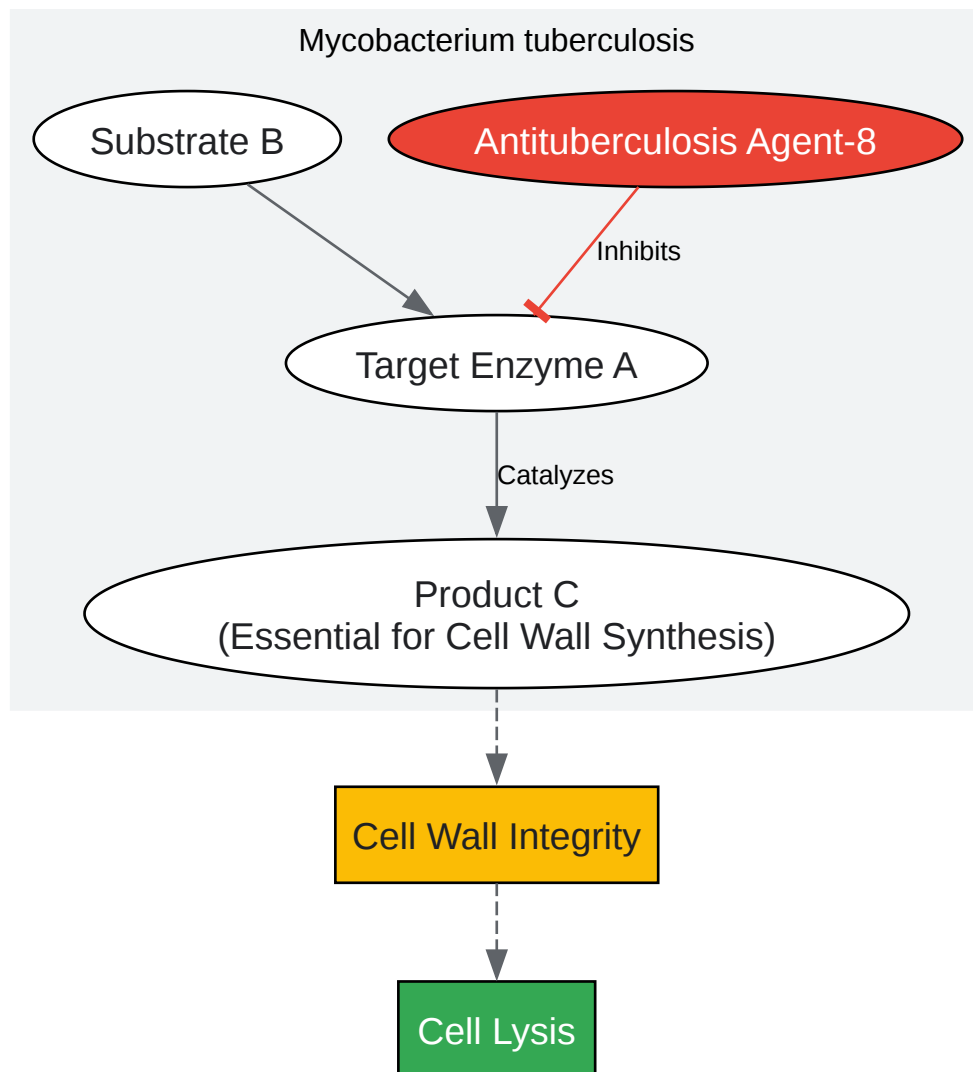 Mycobacterium tuberculosis
Substrate B
Antituberculosis Agent-8
Inhibits
Target Enzyme A
Catalyzes
Product C
(Essential for Cell Wall Synthesis)
Cell Wall Integrity
Cell Lysis